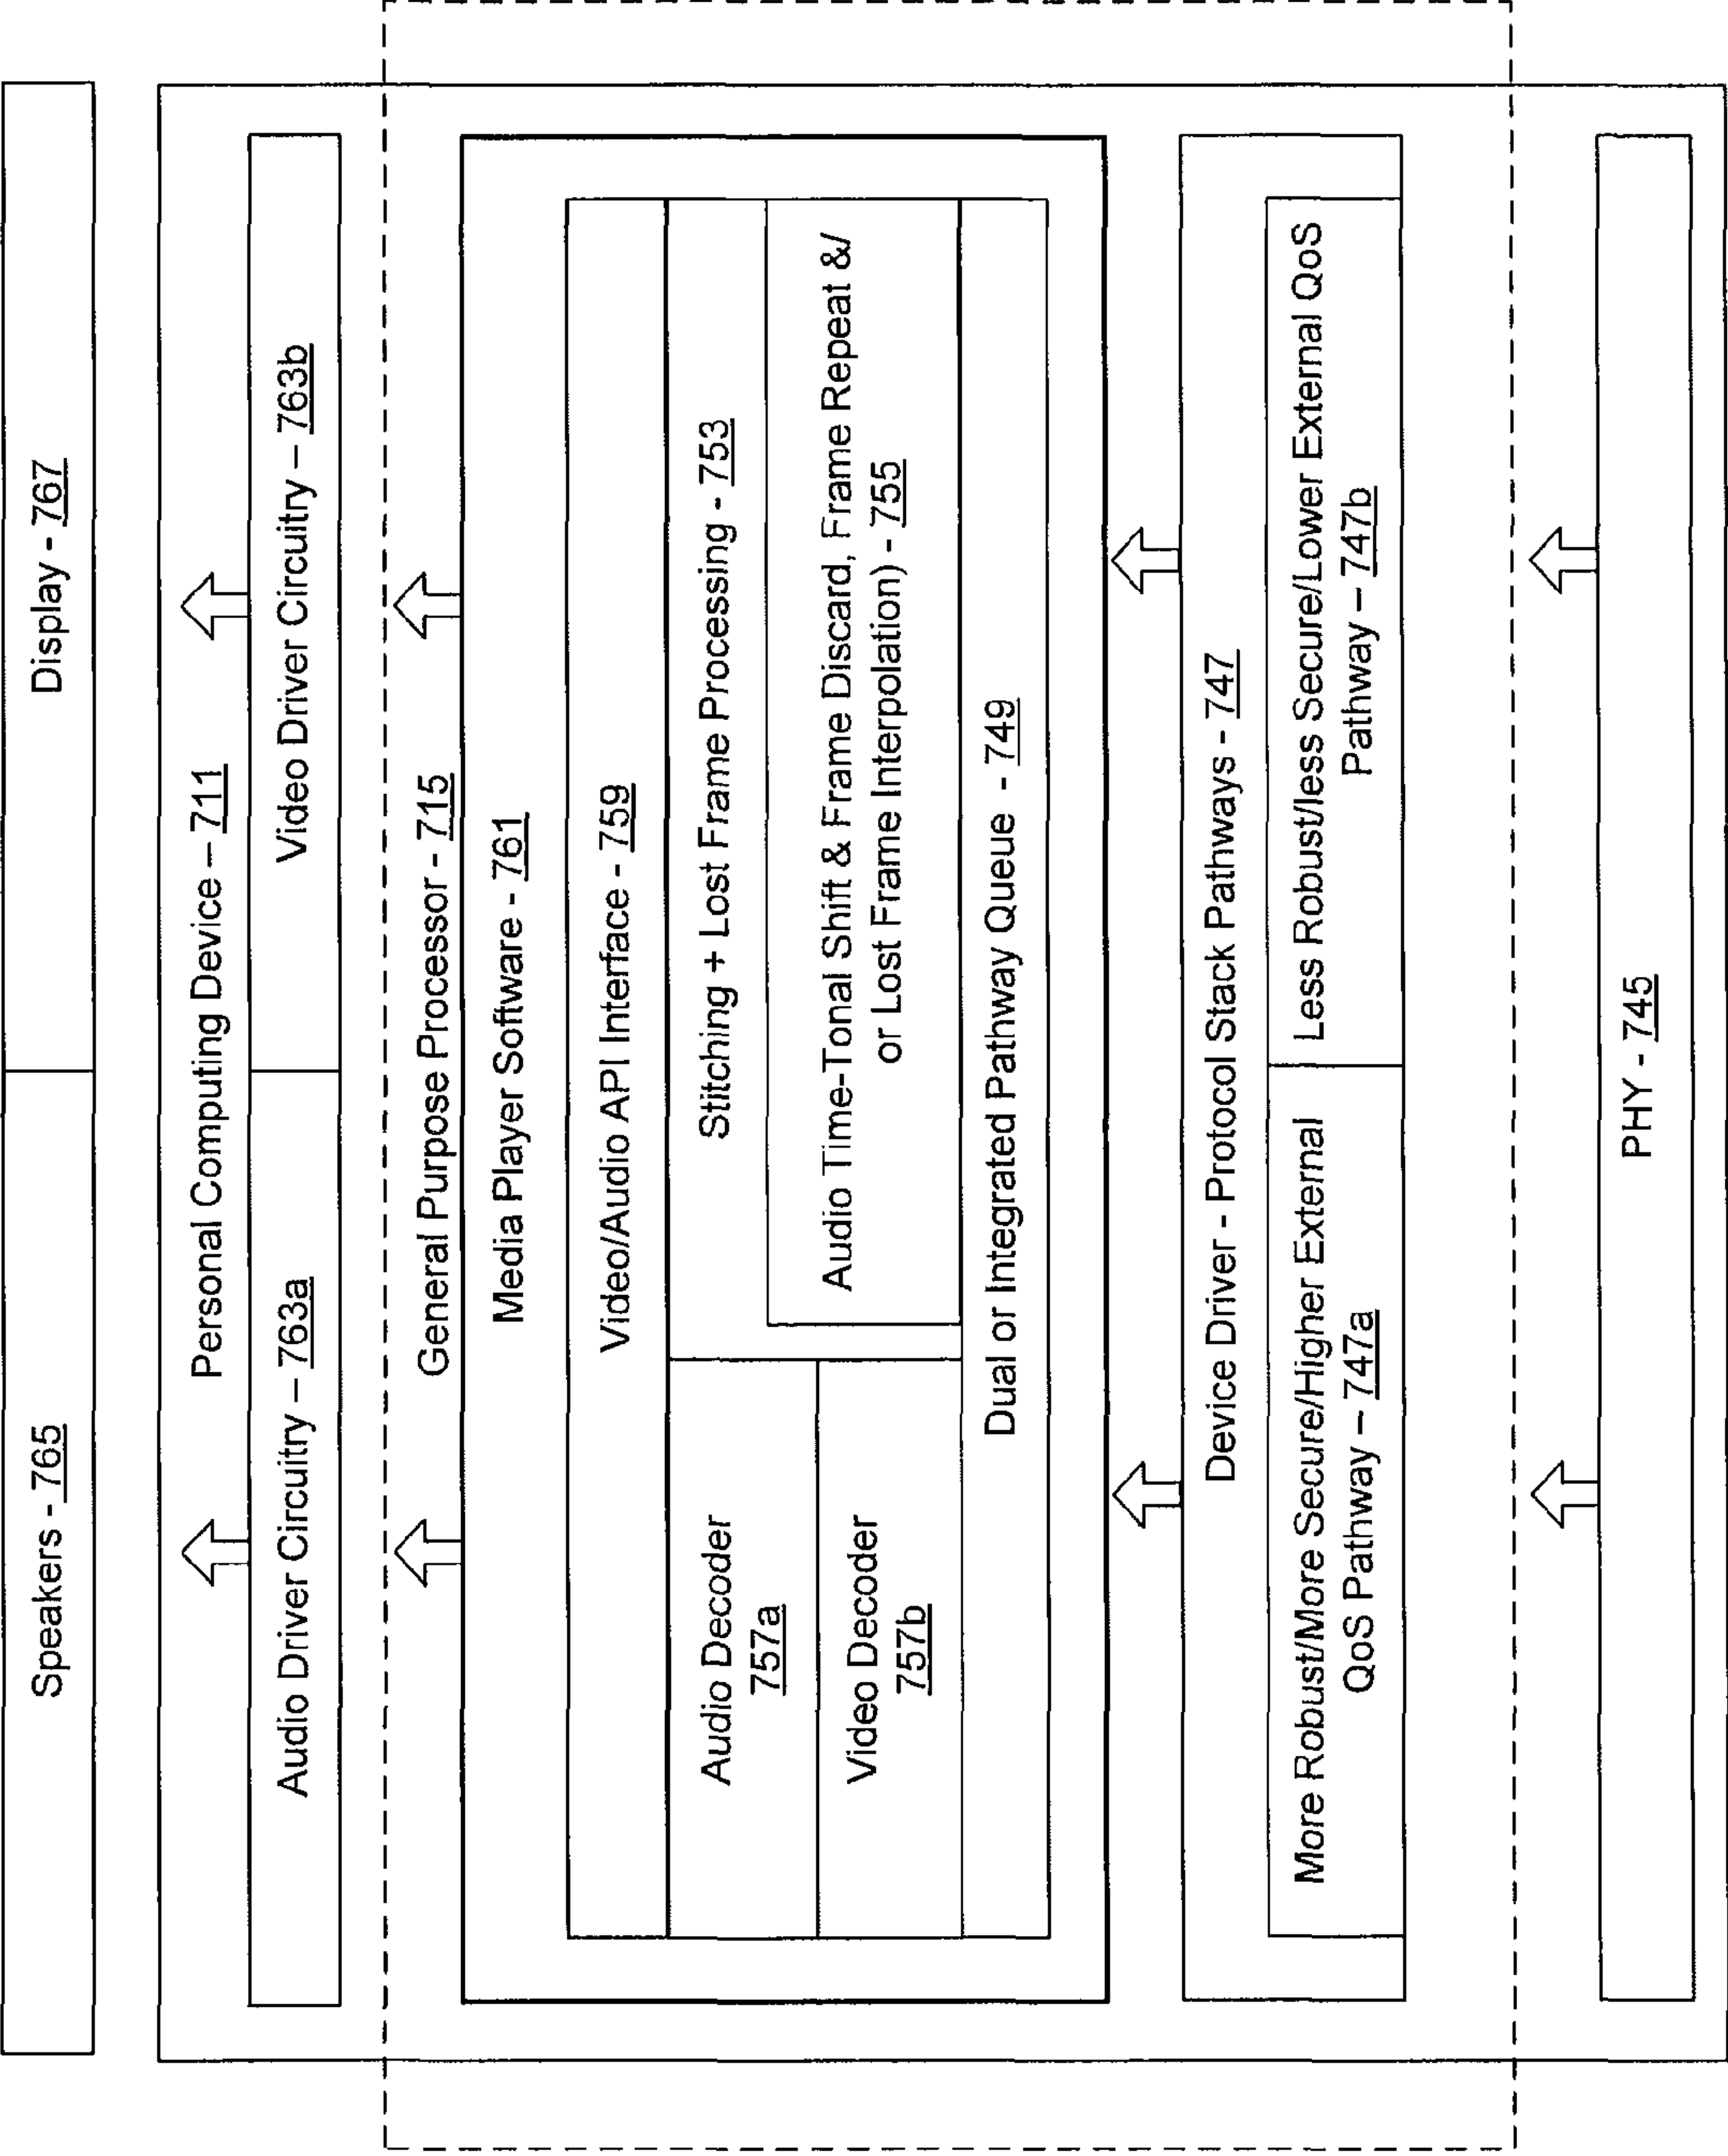 Speakers - 765
Display - 767
Personal Computing Device – 711
Audio Driver Circuitry – 763a
Video Driver Circuitry – 763b
General Purpose Processor - 715
Media Player Software - 761
Video/Audio API Interface - 759
Audio Decoder
757a
Video Decoder
757b
Stitching + Lost Frame Processing - 753
Audio Time-Tonal Shift & Frame Discard, Frame Repeat &/
or Lost Frame Interpolation) - 755
Dual or Integrated Pathway Queue - 749
Device Driver - Protocol Stack Pathways - 747
More Robust/More Secure/Higher External
QoS Pathway – 747a
Less Robust/less Secure/Lower External QoS
Pathway – 747b
PHY - 745